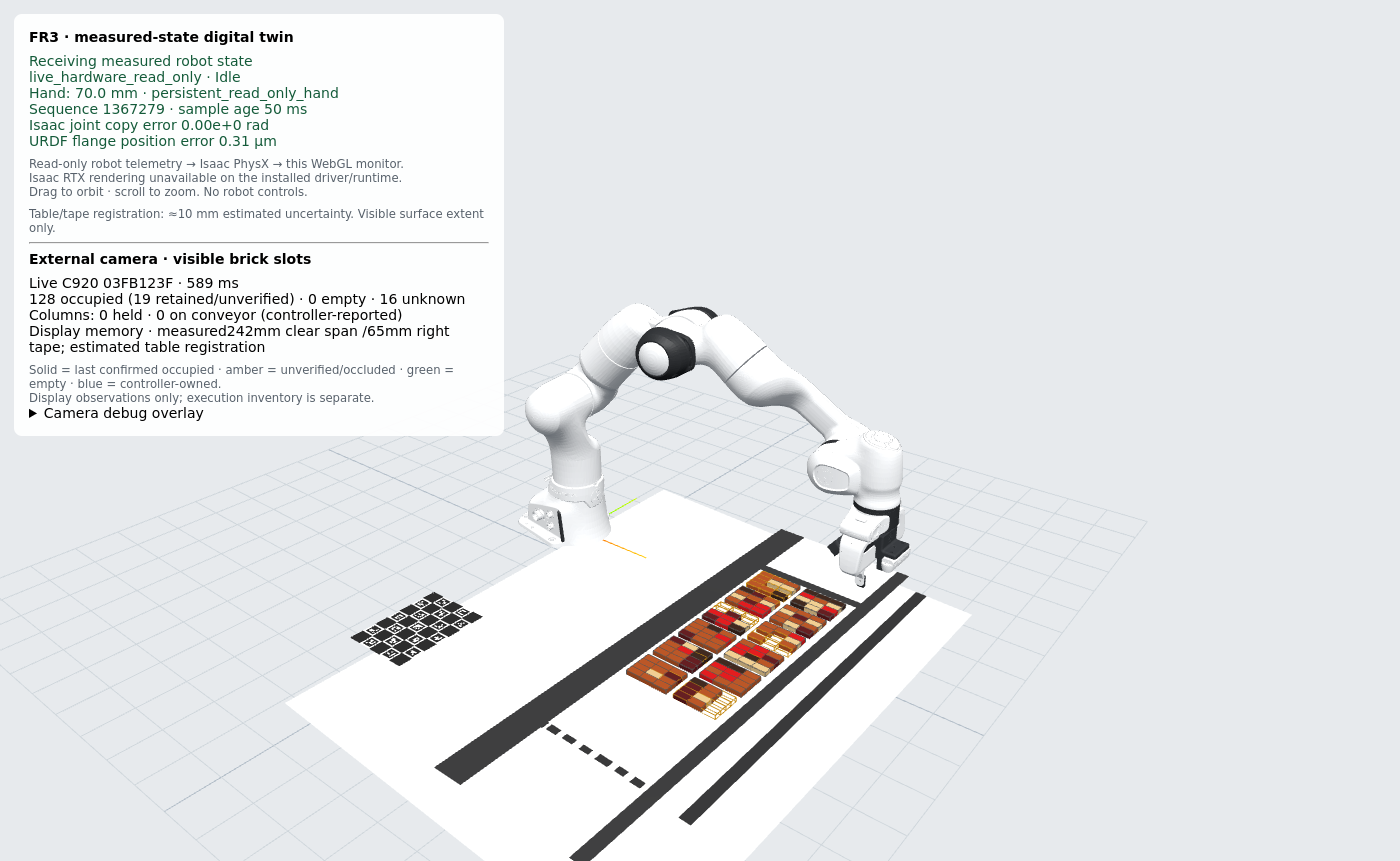 FR3 · measured-state digital twin
Receiving measured robot state
live_hardware_read_only · Idle
Hand: 70.0 mm · persistent_read_only_hand
Sequence 1367279 · sample age 50 ms
Isaac joint copy error 0.00e+0 rad
URDF flange position error 0.31 μm
Read-only robot telemetry → Isaac PhysX → this WebGL monitor.
Isaac RTX rendering unavailable on the installed driver/runtime.
Drag to orbit · scroll to zoom. No robot controls.
Table/tape registration: ≈10 mm estimated uncertainty. Visible surface extent
only.
External camera · visible brick slots
Live C920 03FB123F · 589 ms
128 occupied (19 retained/unverified) · 0 empty · 16 unknown
Columns: 0 held · 0 on conveyor (controller-reported)
Display memory · measured242mm clear span /65mm right
tape; estimated table registration
Solid = last confirmed occupied · amber = unverified/occluded · green =
empty · blue = controller-owned.
Display observations only; execution inventory is separate.
▶ Camera debug overlay